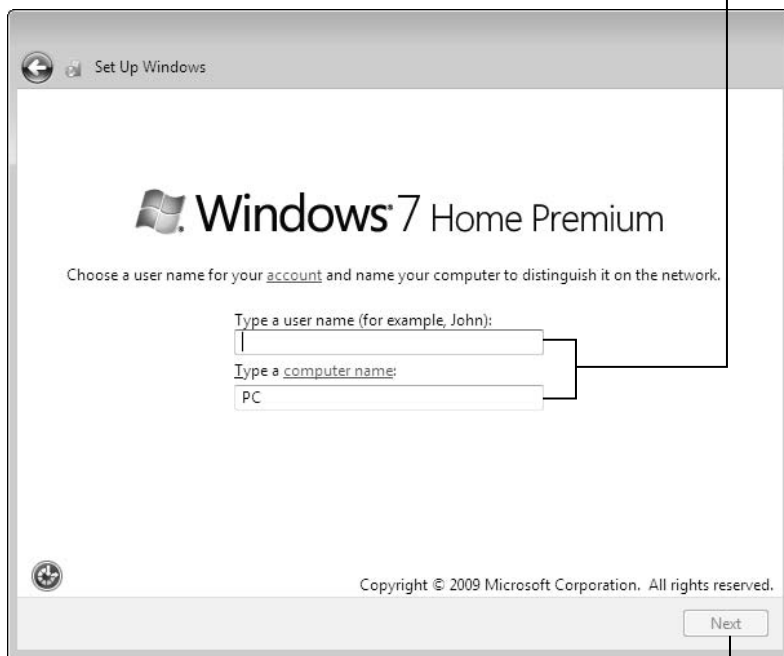 Set Up Windows
Windows 7 Home Premium
Choose a user name for your account and name your computer to distinguish it on the network.
Type a user name (for example, John):
Type a computer name:
PC
Copyright © 2009 Microsoft Corporation. All rights reserved.
Next